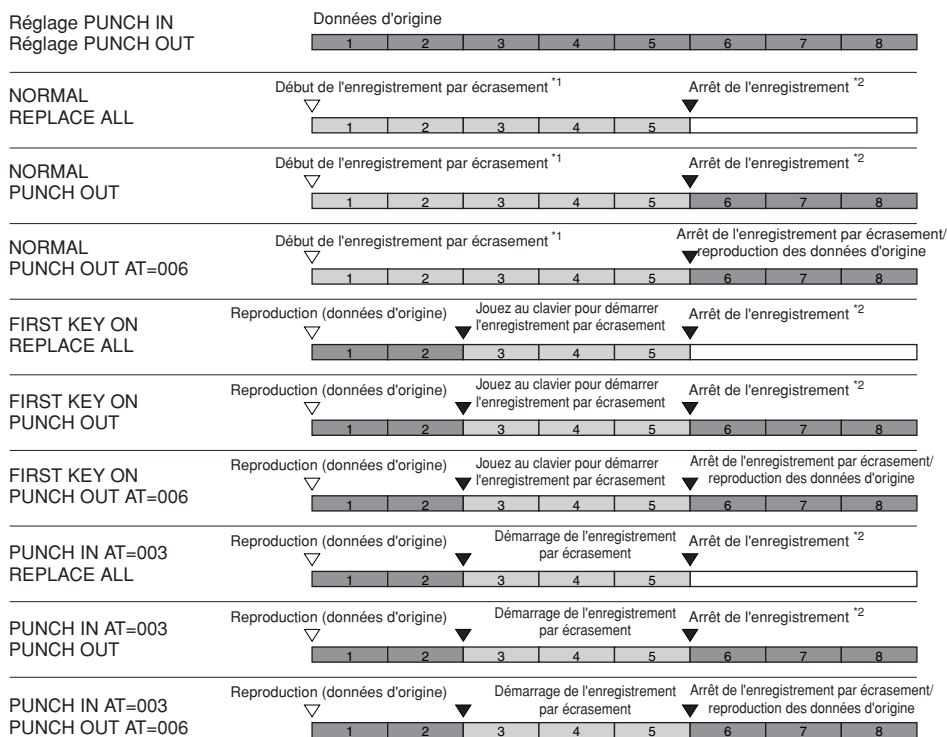 Réglage PUNCH IN
Réglage PUNCH OUT
Données d'origine
1 2 3 4 5 6 7 8
NORMAL
REPLACE ALL
Début de l'enregistrement par écrasement *1
Arrêt de l'enregistrement *2
1 2 3 4 5
NORMAL
PUNCH OUT
Début de l'enregistrement par écrasement *1
Arrêt de l'enregistrement *2
1 2 3 4 5 6 7 8
NORMAL
PUNCH OUT AT=006
Début de l'enregistrement par écrasement *1
Arrêt de l'enregistrement par écrasement/
reproduction des données d'origine
1 2 3 4 5 6 7 8
FIRST KEY ON
REPLACE ALL
Reproduction (données d'origine)
Jouez au clavier pour démarrer
l'enregistrement par écrasement
Arrêt de l'enregistrement *2
1 2 3 4 5
FIRST KEY ON
PUNCH OUT
Reproduction (données d'origine)
Jouez au clavier pour démarrer
l'enregistrement par écrasement
Arrêt de l'enregistrement *2
1 2 3 4 5 6 7 8
FIRST KEY ON
PUNCH OUT AT=006
Reproduction (données d'origine)
Jouez au clavier pour démarrer
l'enregistrement par écrasement
Arrêt de l'enregistrement par écrasement/
reproduction des données d'origine
1 2 3 4 5 6 7 8
PUNCH IN AT=003
REPLACE ALL
Reproduction (données d'origine)
Démarrage de l'enregistrement
par écrasement
Arrêt de l'enregistrement *2
1 2 3 4 5
PUNCH IN AT=003
PUNCH OUT
Reproduction (données d'origine)
Démarrage de l'enregistrement
par écrasement
Arrêt de l'enregistrement *2
1 2 3 4 5 6 7 8
PUNCH IN AT=003
PUNCH OUT AT=006
Reproduction (données d'origine)
Démarrage de l'enregistrement
par écrasement
Arrêt de l'enregistrement par écrasement/
reproduction des données d'origine
1 2 3 4 5 6 7 8